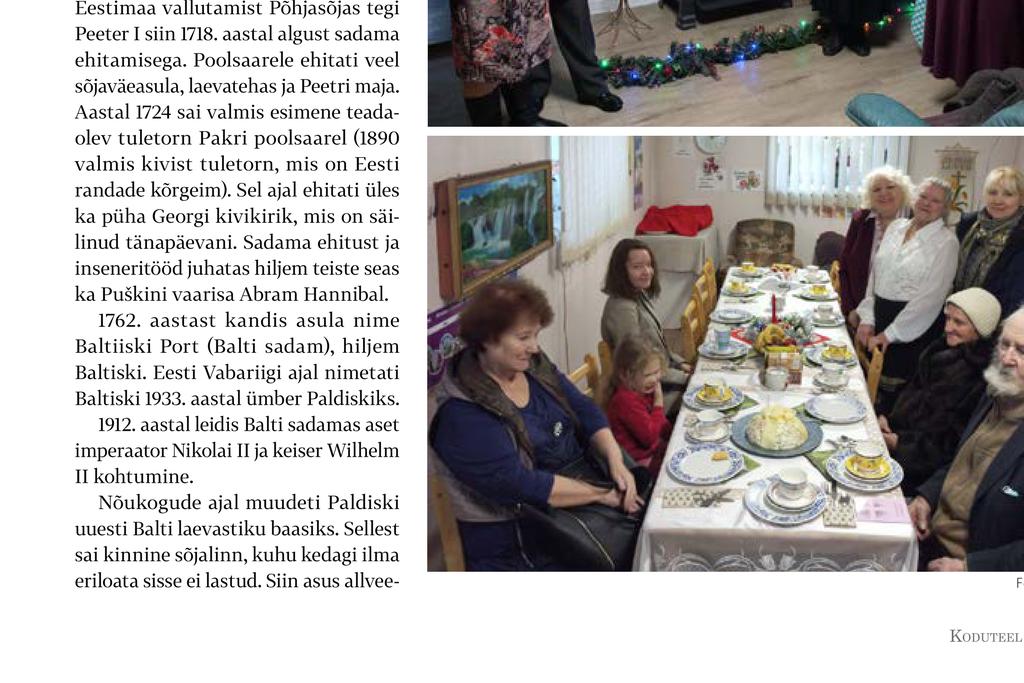 Eestimaa vallutamist Põhjasõjas tegi
Peeter I siin 1718. aastal algust sadama
ehitamisega. Poolsaarele ehitati veel
sõjaväeasula, laevatehas ja Peetri maja.
Aastal 1724 sai valmis esimene teada-
olev tuletorn Pakri poolsaarel (1890
valmis kivist tuletorn, mis on Eesti
randade kõrgeim). Sel ajal ehitati üles
ka püha Georgi kivikirik, mis on säi-
linud tänapäevani. Sadama ehitust ja
inseneritööd juhatas hiljem teiste seas
ka Puškini vaarisa Abram Hannibal.
1762. aastast kandis asula nime
Baltiiski Port (Balti sadam), hiljem
Baltiski. Eesti Vabariigi ajal nimetati
Baltiski 1933. aastal ümber Paldiskiks.
1912. aastal leidis Balti sadamas aset
imperaator Nikolai II ja keiser Wilhelm
II kohtumine.
Nõukogude ajal muudeti Paldiski
uuesti Balti laevastiku baasiks. Sellest
sai kinnine sõjalinn, kuhu kedagi ilma
eriloata sisse ei lastud. Siin asus allvee-
Koduteel